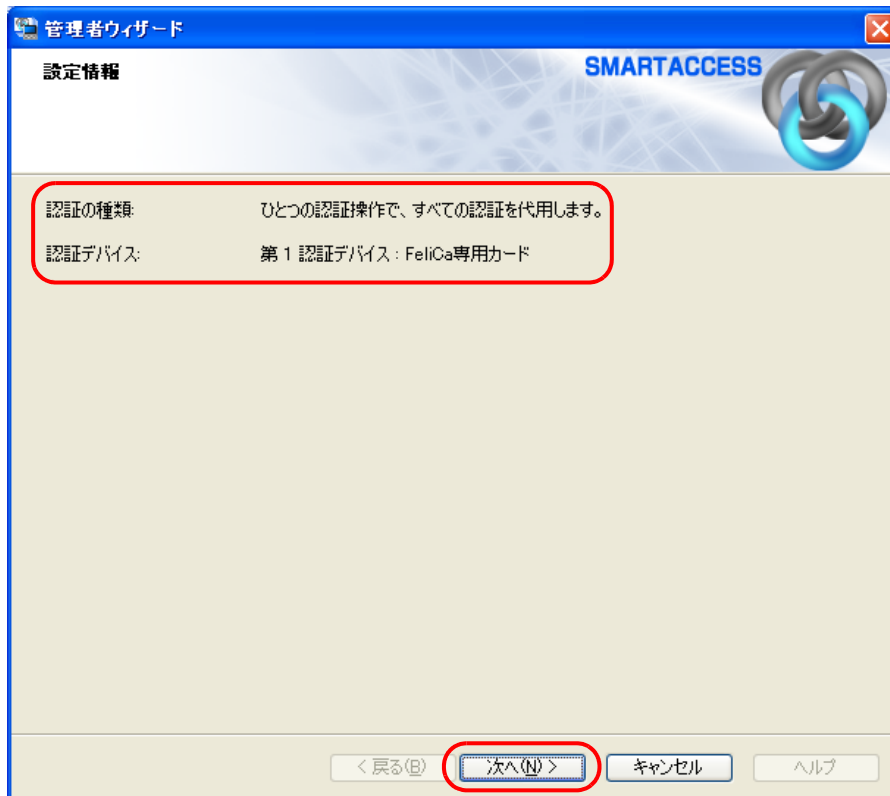 管理者ウィザード
設定情報
SMARTACCESS
認証の種類: ひとつの認証操作で、すべての認証を代用します。
認証デバイス: 第1認証デバイス:FeliCa専用カード
< 戻る(B) 次へ(N) > キャンセル ヘルプ